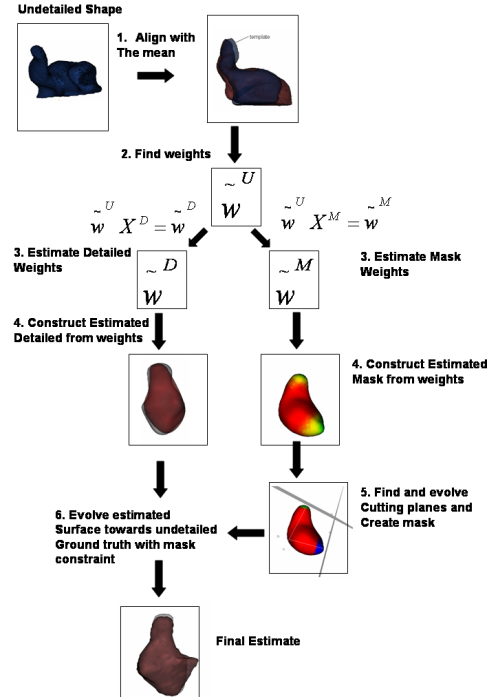 Undetailed Shape
1. Align with
The mean
template
2. Find weights
w̃ᵁ
w̃ᵁ Xᴰ = w̃ᴰ
w̃ᵁ Xᴹ = w̃ᴹ
3. Estimate Detailed
Weights
3. Estimate Mask
Weights
w̃ᴰ
w̃ᴹ
4. Construct Estimated
Detailed from weights
4. Construct Estimated
Mask from weights
5. Find and evolve
Cutting planes and
Create mask
6. Evolve estimated
Surface towards undetailed
Ground truth with mask
constraint
Final Estimate